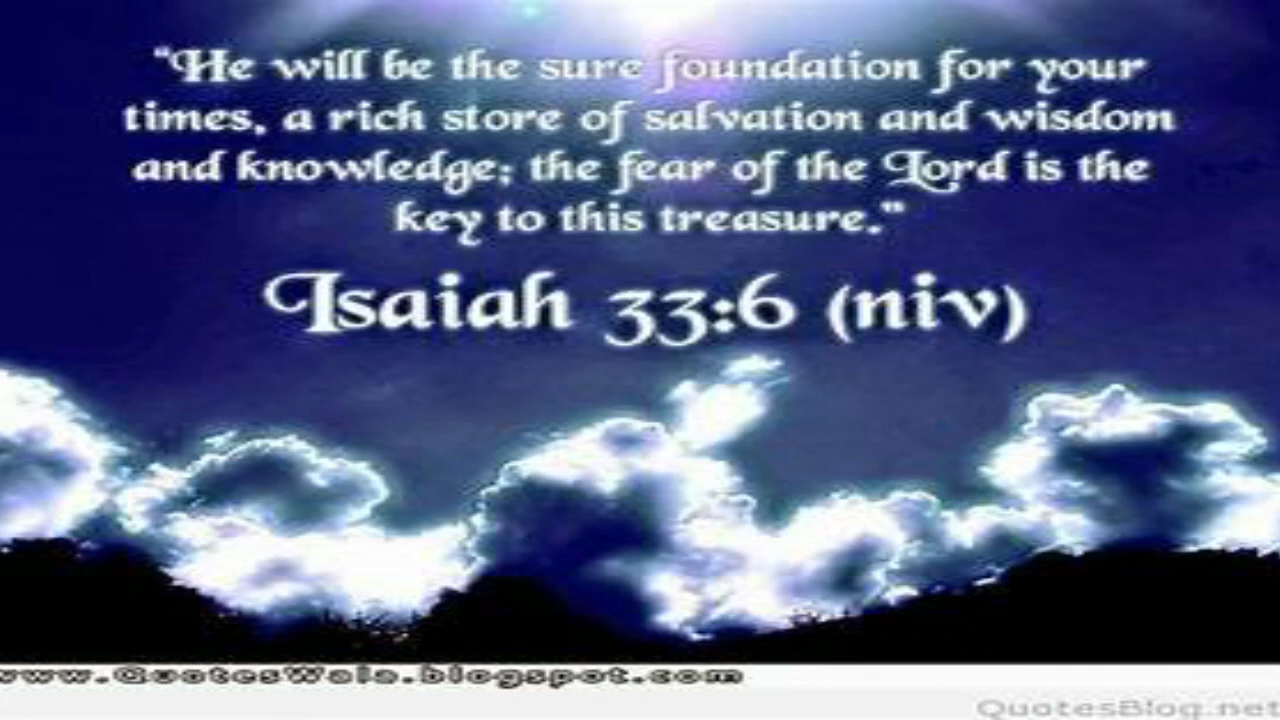 "He will be the sure foundation for your
times, a rich store of salvation and wisdom
and knowledge; the fear of the Lord is the
key to this treasure."
Isaiah 33:6 (niv)
www.QuotesWala.blogspot.com
QuotesBlog.net